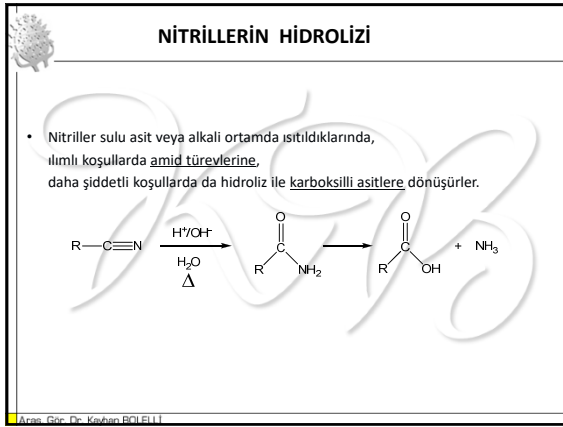 NİTRİLLERİN HİDROLİZİ
• Nitriller sulu asit veya alkali ortamda ısıtıldıklarında,
ılımlı koşullarda amid türevlerine,
daha şiddetli koşullarda da hidroliz ile karboksilli asitlere dönüşürler.
R—C≡N
H⁺/OH⁻
H₂O
Δ
O
C
R
NH₂
O
C
R
OH
+ NH₃
Araş. Gör. Dr. Kayhan BOLELLİ